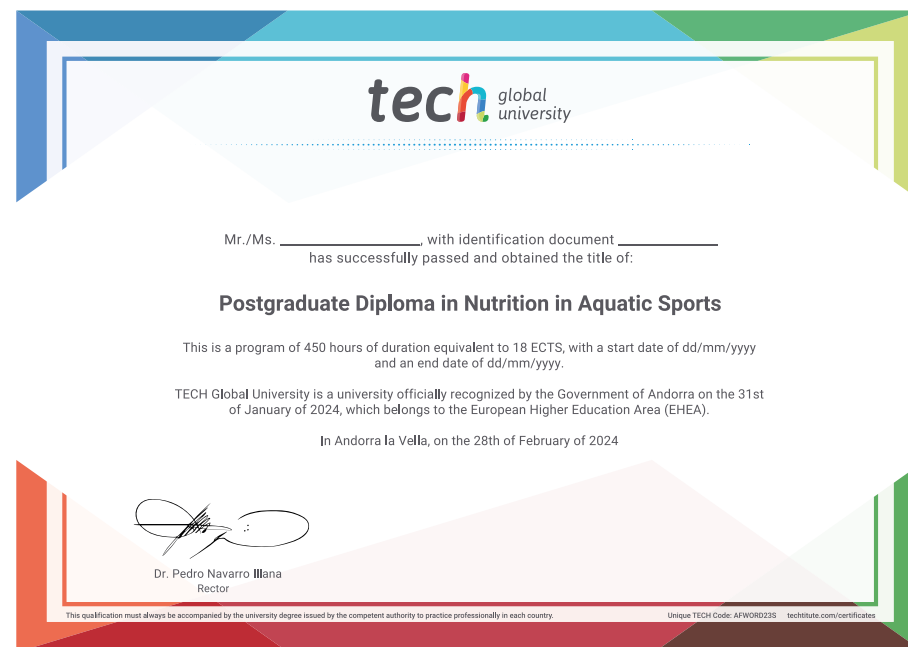 tech global university
Mr./Ms. ____________________, with identification document ______________
has successfully passed and obtained the title of:
Postgraduate Diploma in Nutrition in Aquatic Sports
This is a program of 450 hours of duration equivalent to 18 ECTS, with a start date of dd/mm/yyyy
and an end date of dd/mm/yyyy.
TECH Global University is a university officially recognized by the Government of Andorra on the 31st
of January of 2024, which belongs to the European Higher Education Area (EHEA).
In Andorra la Vella, on the 28th of February of 2024
Dr. Pedro Navarro Illana
Rector
This qualification must always be accompanied by the university degree issued by the competent authority to practice professionally in each country. Unique TECH Code: AFWORD23S techtitute.com/certificates